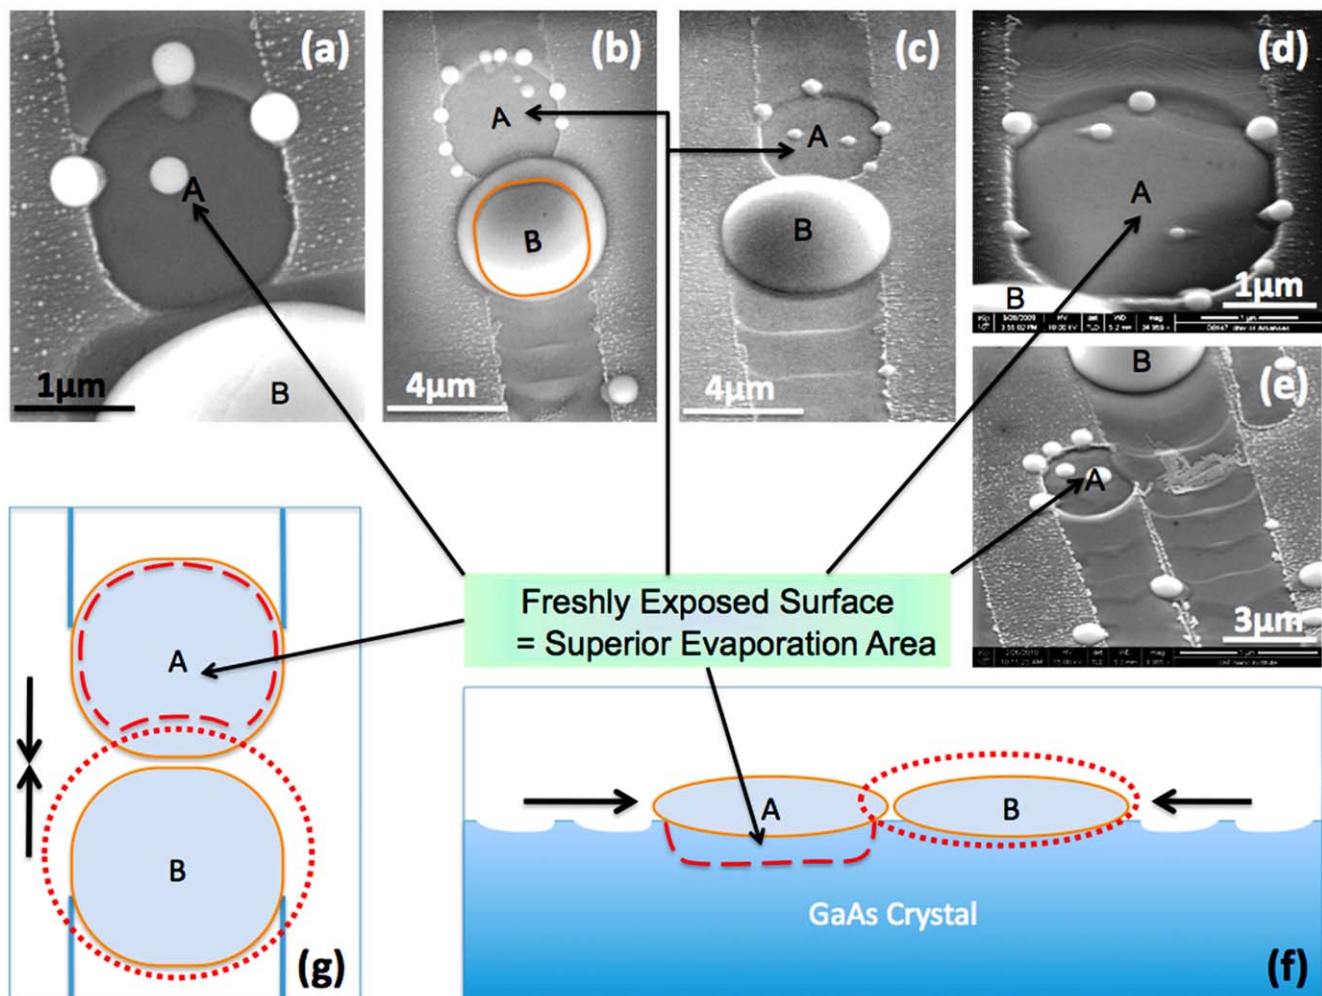 (a)
A
B
1μm
(b)
A
B
4μm
(c)
A
B
4μm
(d)
A
B
1μm
(e)
B
A
3μm
Freshly Exposed Surface
= Superior Evaporation Area
A
B
(g)
A
B
GaAs Crystal
(f)